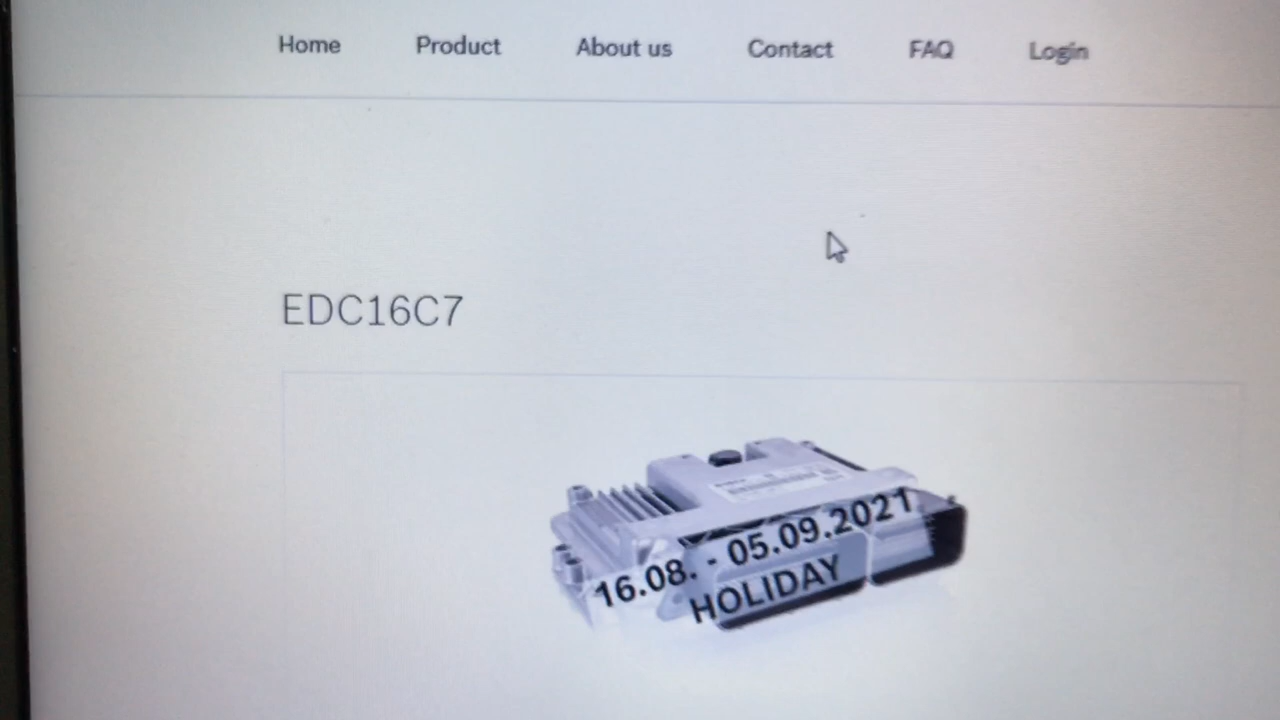 Home Product About us Contact FAQ Login
EDC16C7
16.08. - 05.09.2021
HOLIDAY